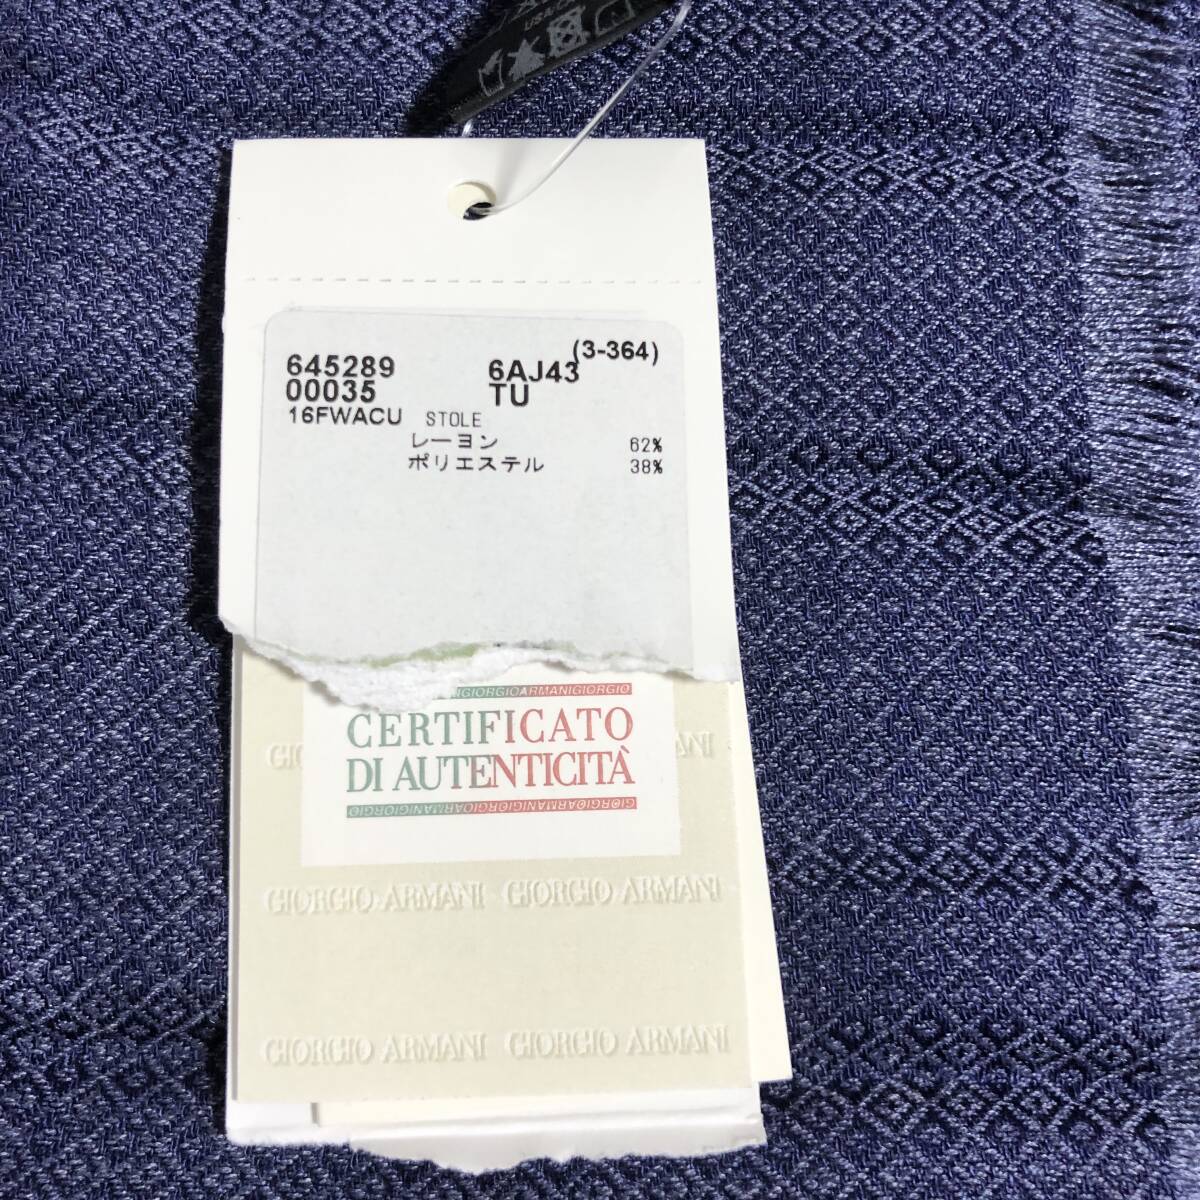 (3-364)
645289 6AJ43
00035 TU
16FWACU STOLE
レーヨン 62%
ポリエステル 38%
GIORGIOARMANIGIORGIO
CERTIFICATO
DI AUTENTICITÀ
GIORGIOARMANIGIORGIOARMANIGIORGIO
ANI
GIORGIO ARMANI GIORGIO ARMANI
GIORGIO ARMANI GIORGIO ARMANI